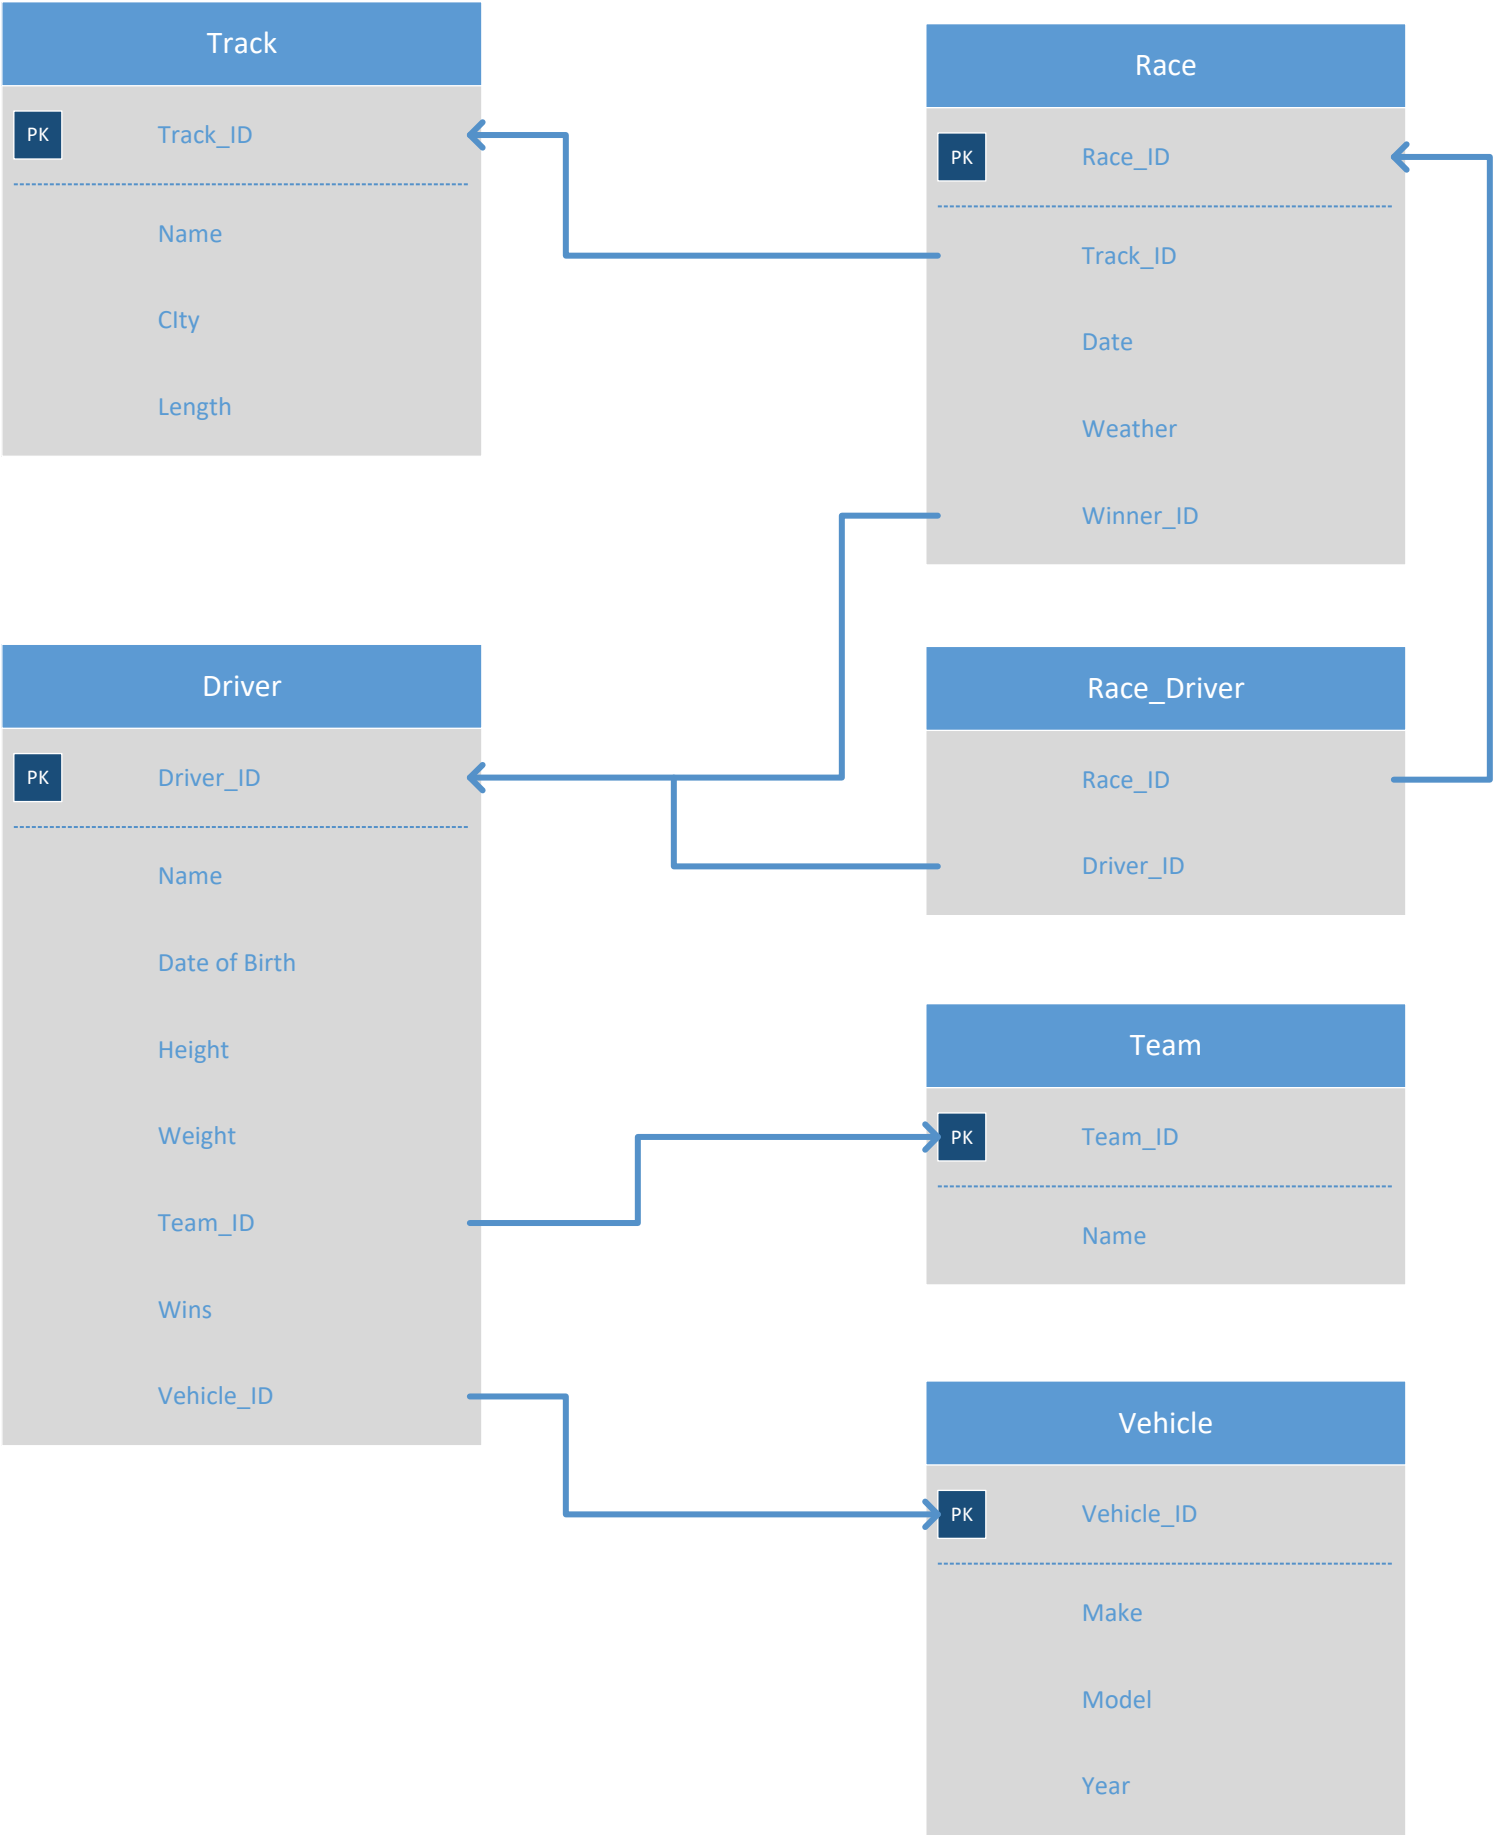 Track
PK Track_ID
Name
CIty
Length
Race
PK Race_ID
Track_ID
Date
Weather
Winner_ID
Driver
PK Driver_ID
Name
Date of Birth
Height
Weight
Team_ID
Wins
Vehicle_ID
Race_Driver
Race_ID
Driver_ID
Team
PK Team_ID
Name
Vehicle
PK Vehicle_ID
Make
Model
Year